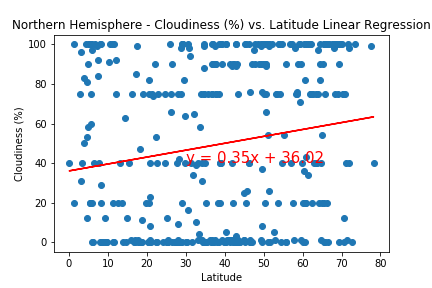 Northern Hemisphere - Cloudiness (%) vs. Latitude Linear Regression
100
80
60
40
20
0
Cloudiness (%)
y = 0.35x + 36.02
0 10 20 30 40 50 60 70 80
Latitude